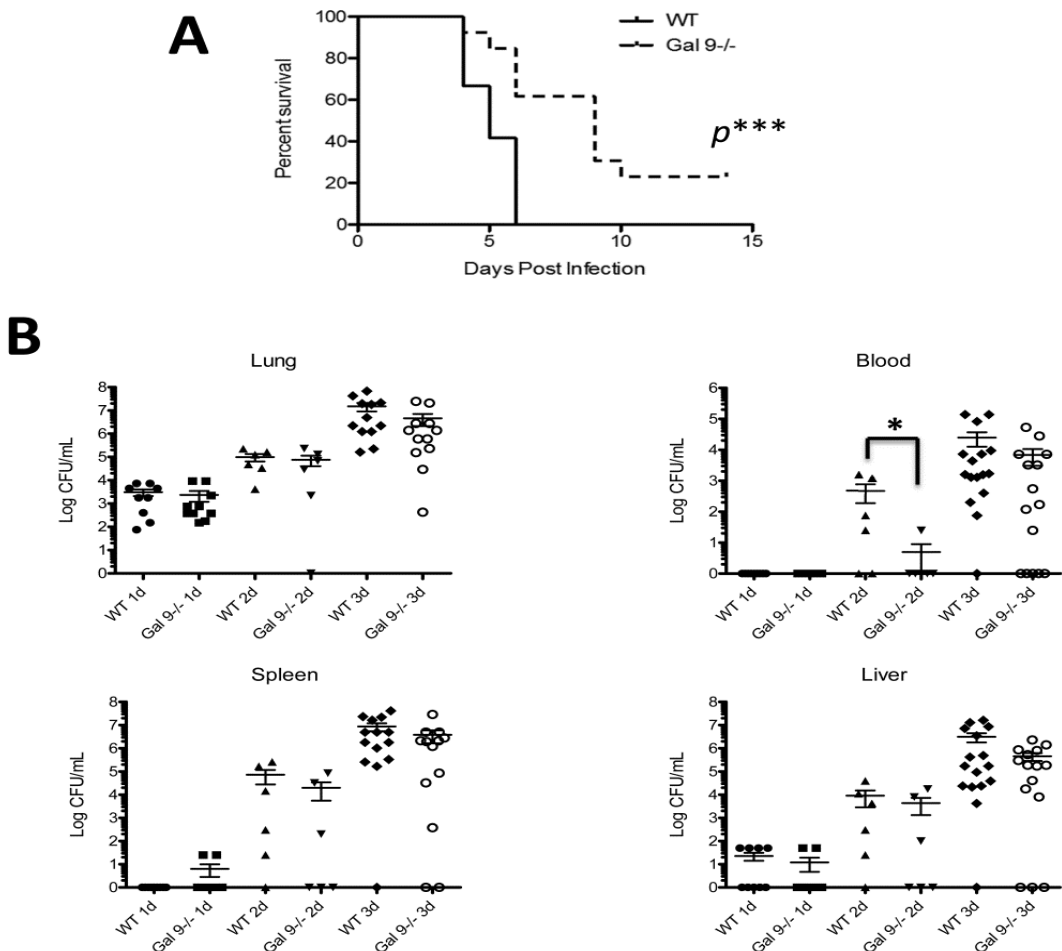 A
100
80
60
40
20
0
Percent survival
WT
Gal 9-/-
p***
0 5 10 15
Days Post Infection
B
Lung
8
7
6
5
4
3
2
1
0
Log CFU/mL
WT 1d Gal 9-/- 1d WT 2d Gal 9-/- 2d WT 3d Gal 9-/- 3d
Blood
6
5
4
3
2
1
0
Log CFU/mL
*
WT 1d Gal 9-/- 1d WT 2d Gal 9-/- 2d WT 3d Gal 9-/- 3d
Spleen
8
7
6
5
4
3
2
1
0
Log CFU/mL
WT 1d Gal 9-/- 1d WT 2d Gal 9-/- 2d WT 3d Gal 9-/- 3d
Liver
8
7
6
5
4
3
2
1
0
Log CFU/mL
WT 1d Gal 9-/- 1d WT 2d Gal 9-/- 2d WT 3d Gal 9-/- 3d